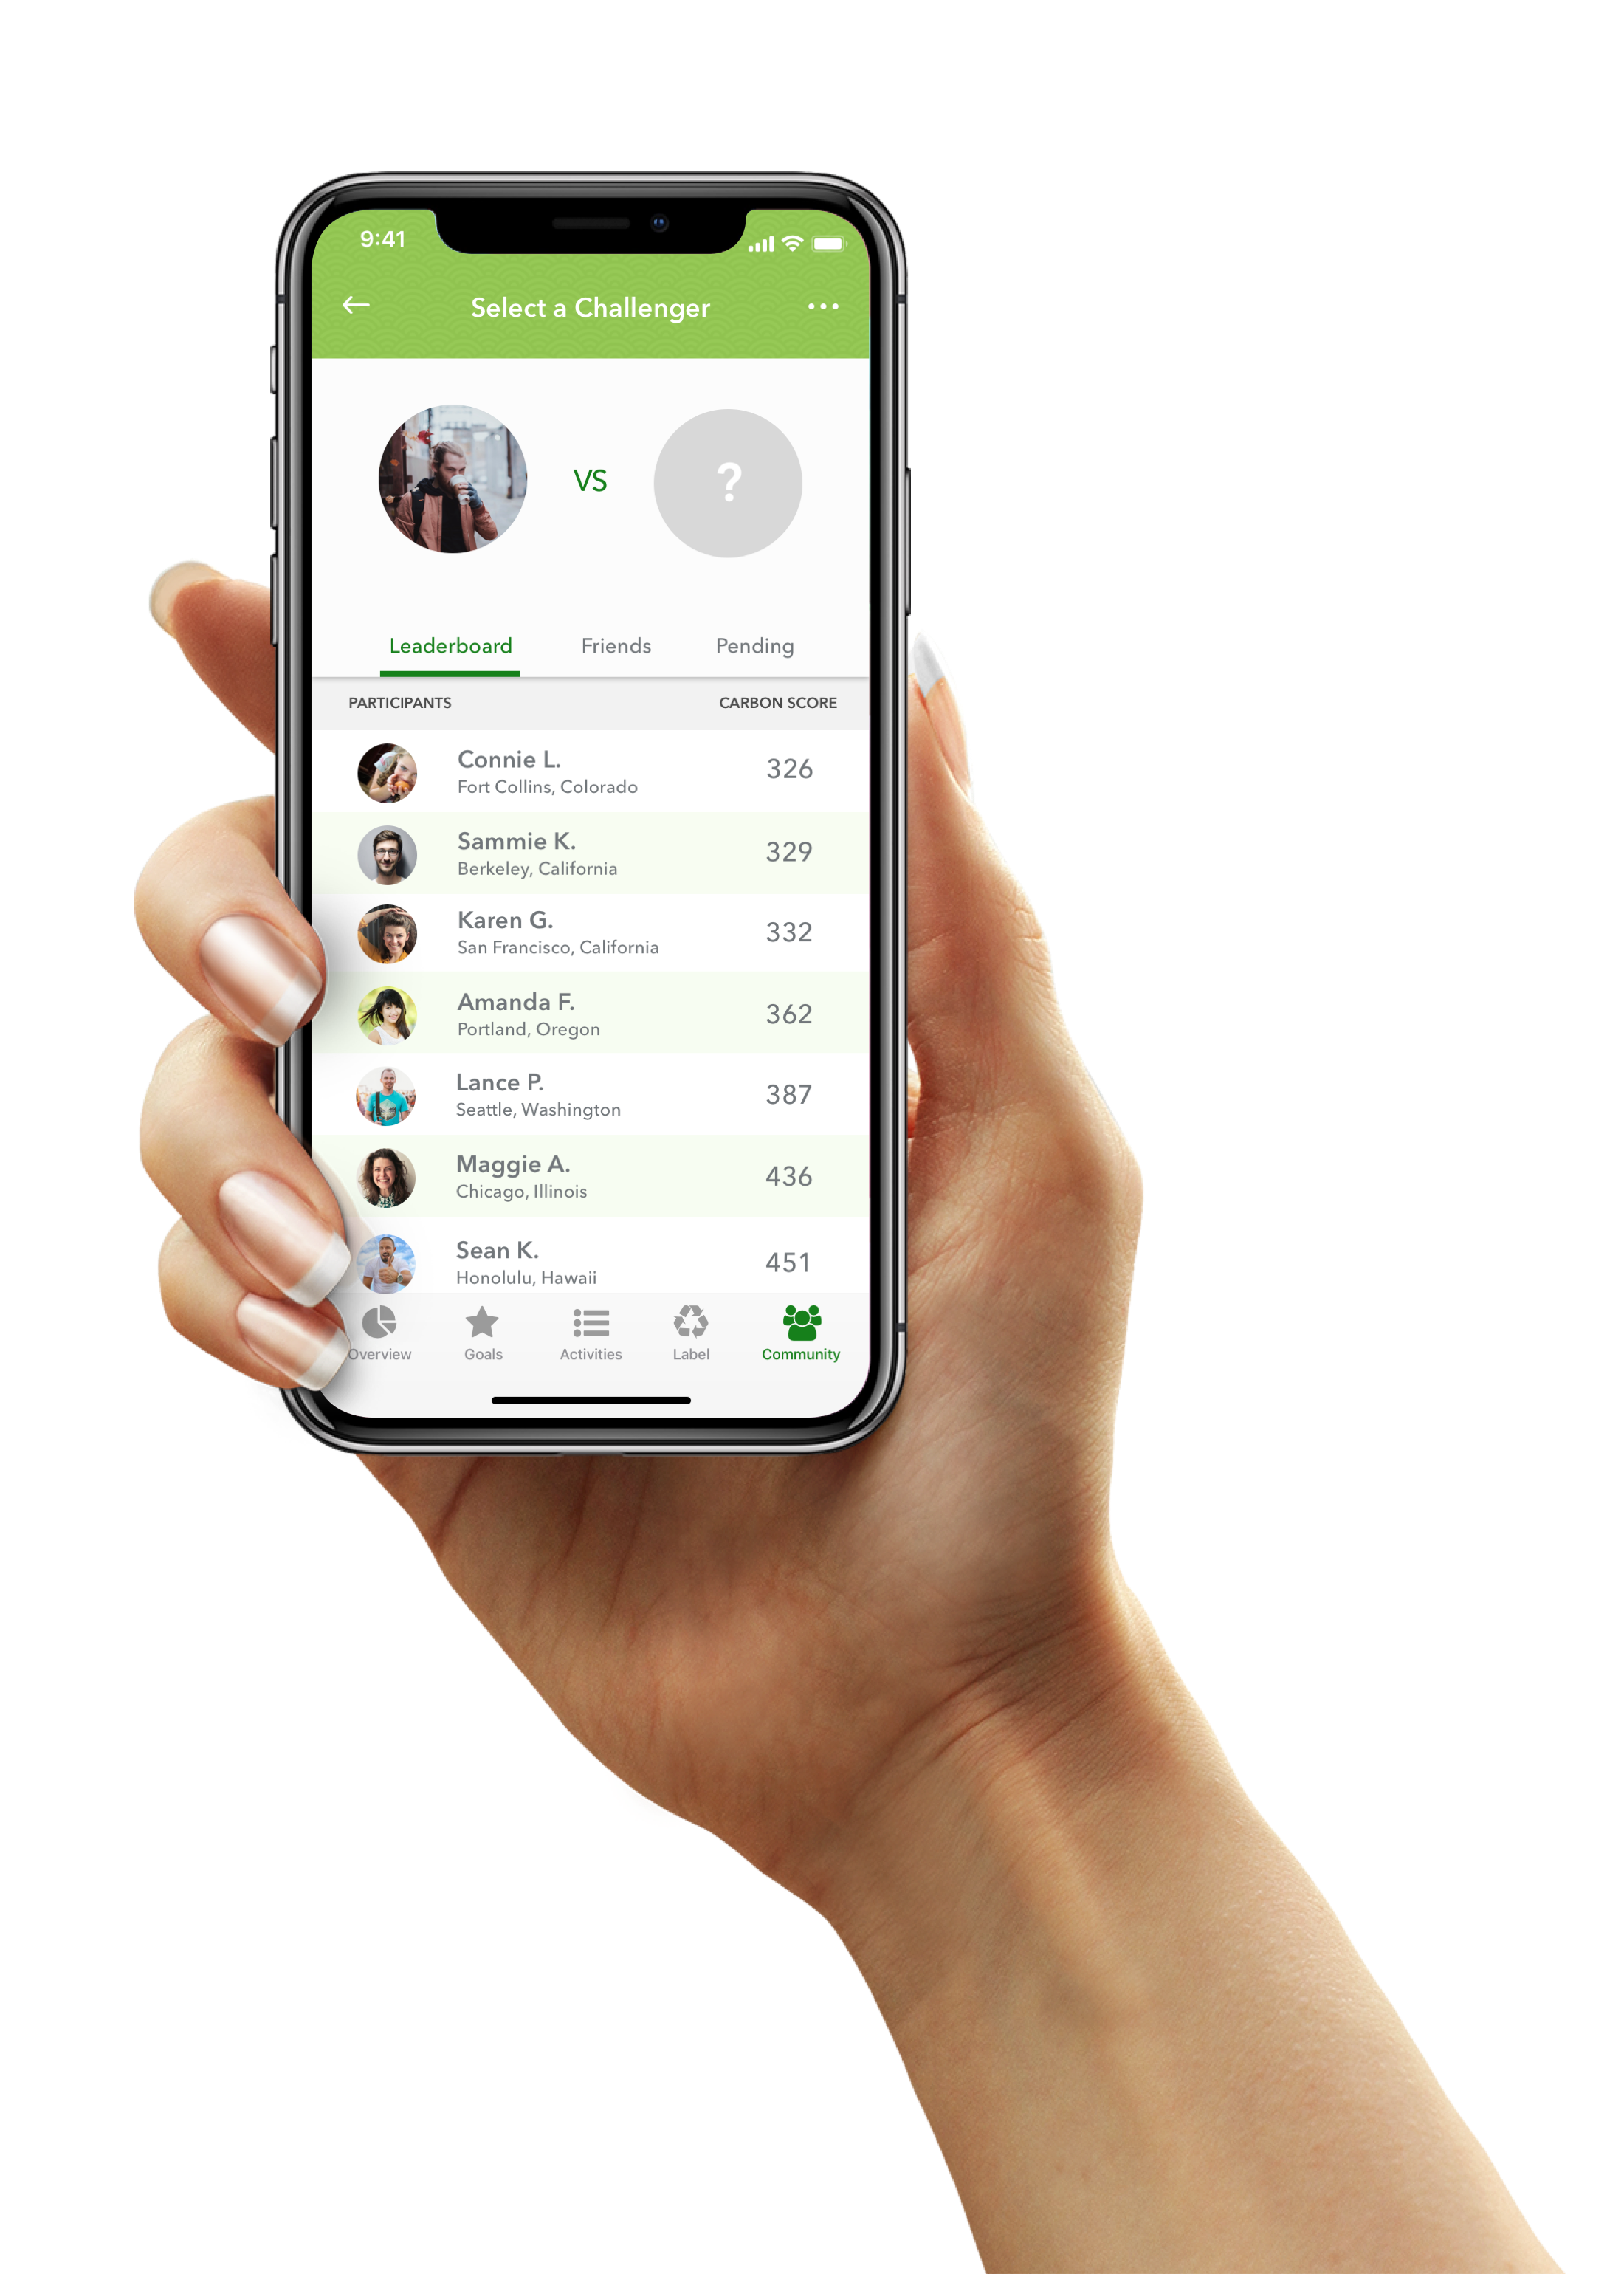 9:41
Select a Challenger
VS
?
Leaderboard Friends Pending
PARTICIPANTS CARBON SCORE
Connie L.
Fort Collins, Colorado
326
Sammie K.
Berkeley, California
329
Karen G.
San Francisco, California
332
Amanda F.
Portland, Oregon
362
Lance P.
Seattle, Washington
387
Maggie A.
Chicago, Illinois
436
Sean K.
Honolulu, Hawaii
451
Overview Goals Activities Label Community